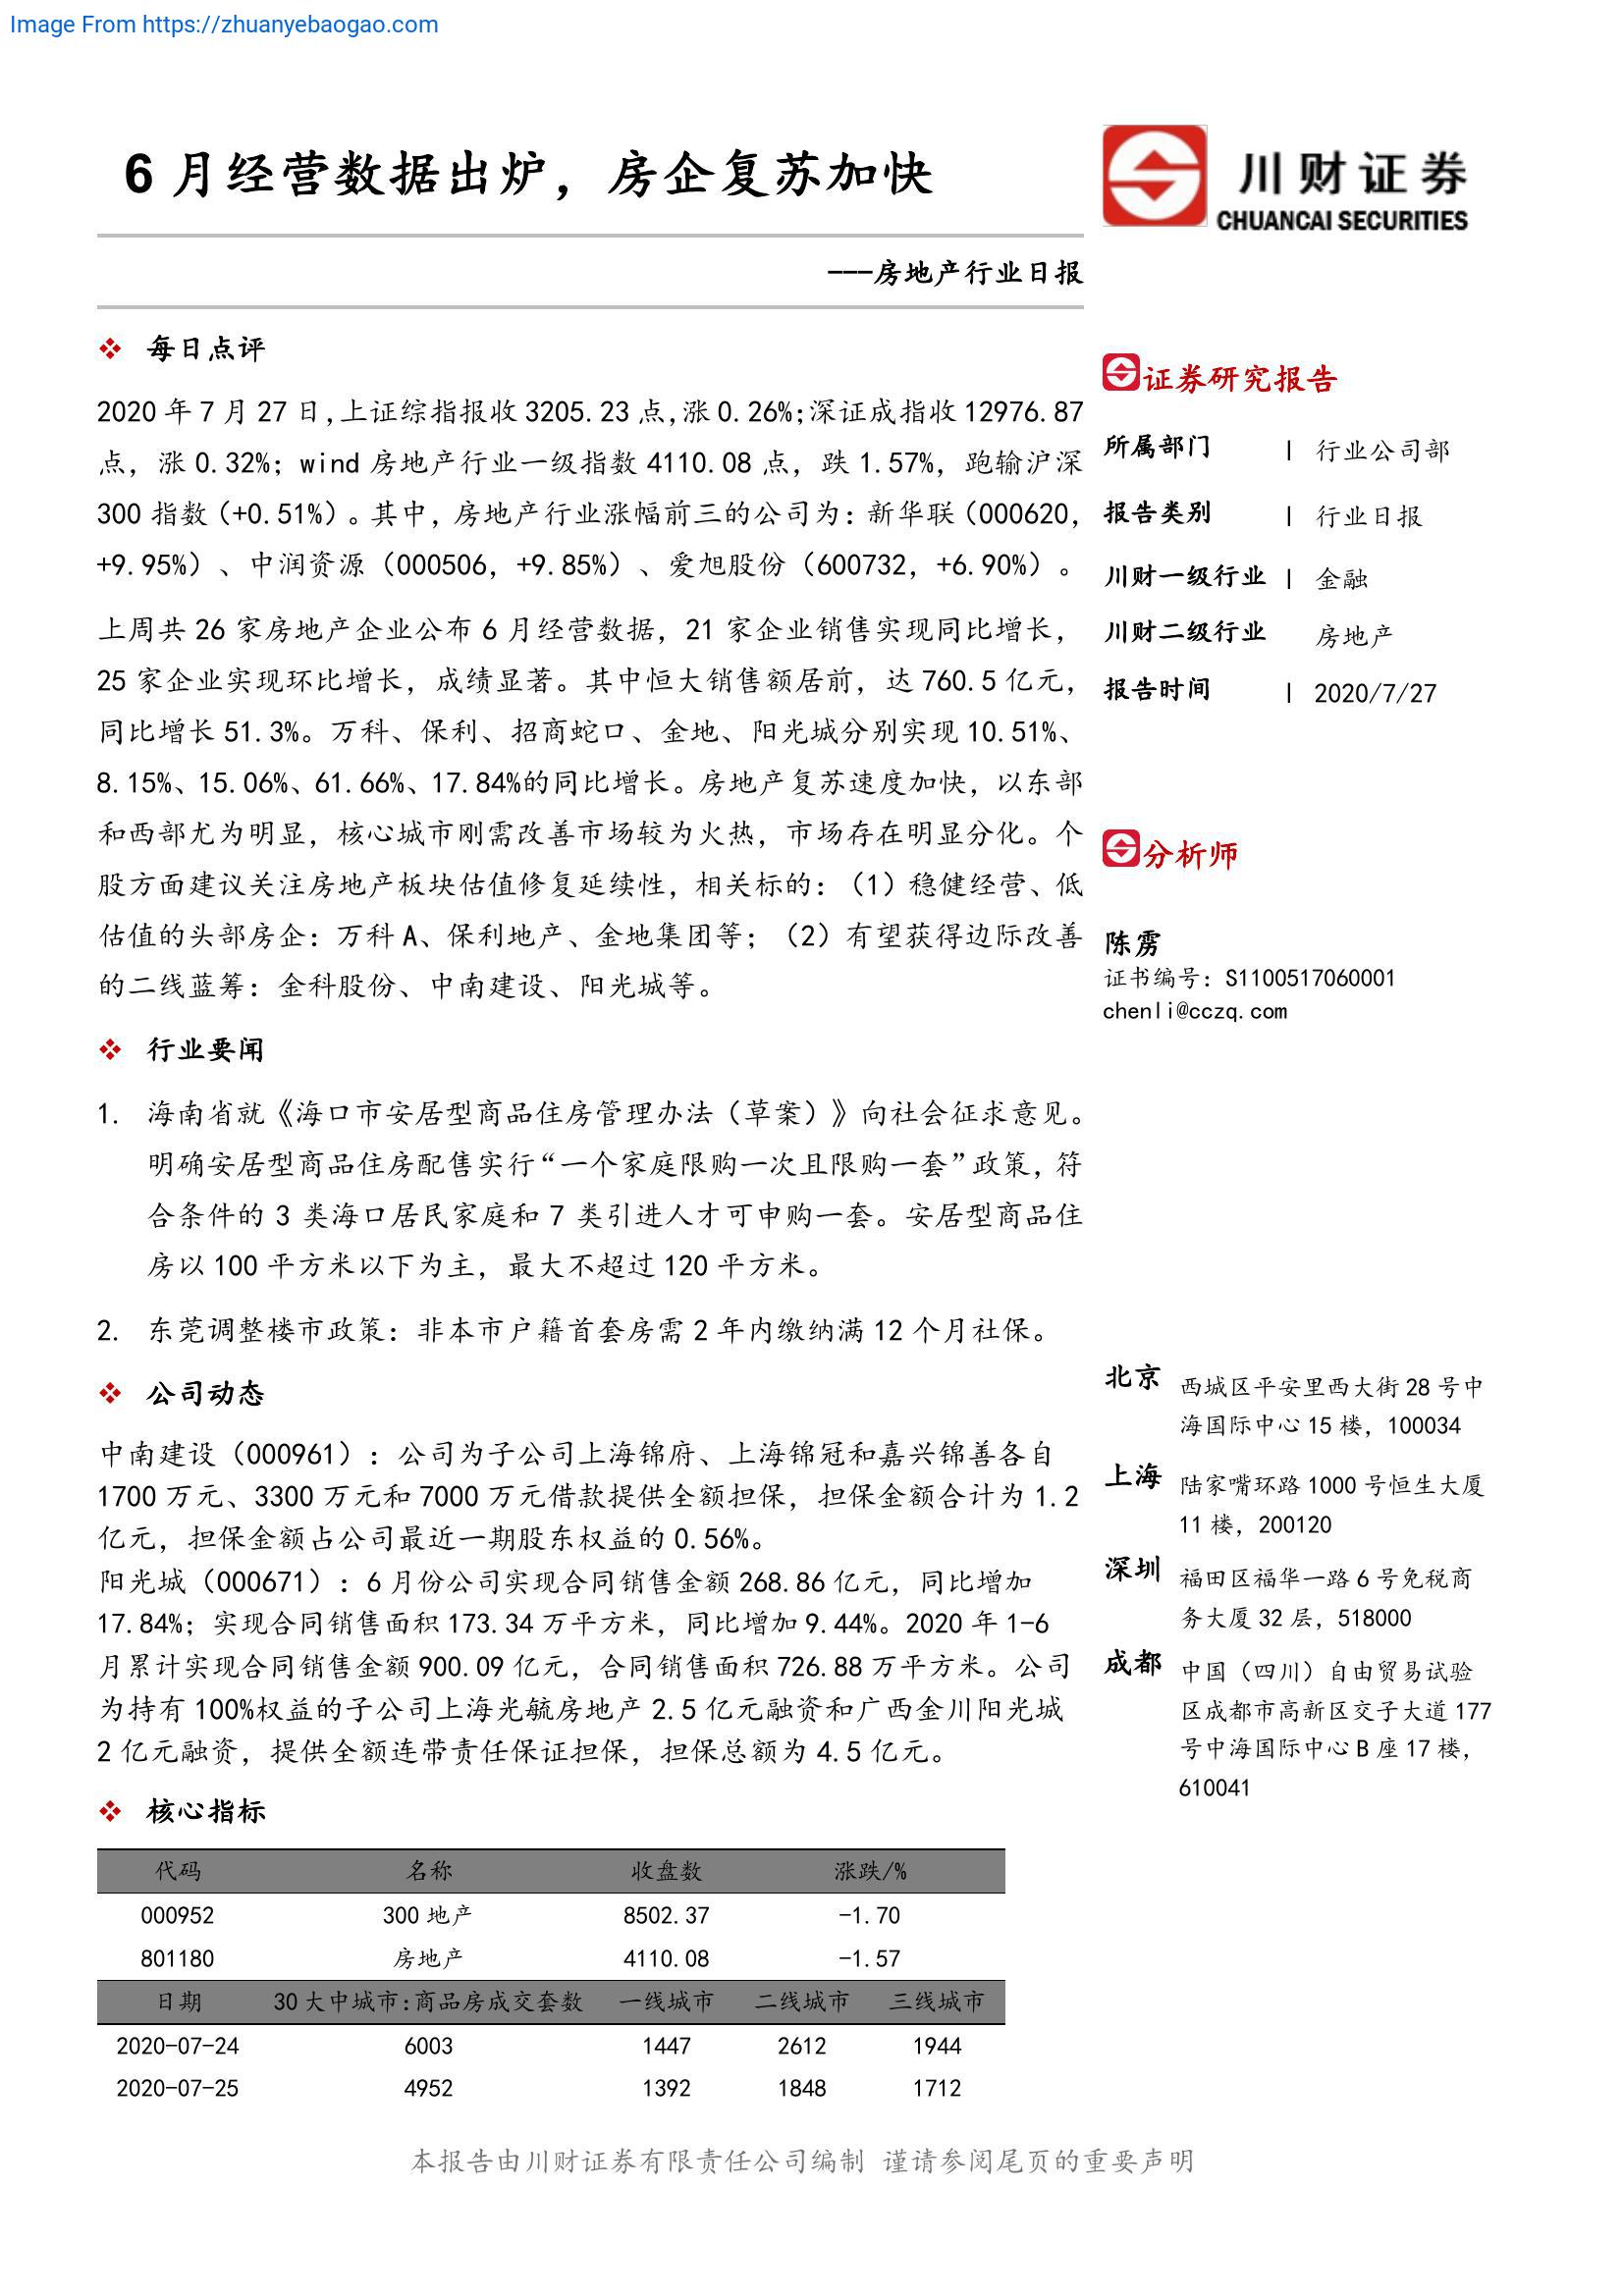 Image From https://zhuanyebaogao.com
6 月经营数据出炉，房企复苏加快
川财证券
CHUANCAI SECURITIES
---房地产行业日报
❖ 每日点评
2020 年 7 月 27 日,上证综指报收 3205.23 点,涨 0.26%;深证成指收 12976.87
点，涨 0.32%；wind 房地产行业一级指数 4110.08 点，跌 1.57%，跑输沪深
300 指数（+0.51%）。其中，房地产行业涨幅前三的公司为：新华联（000620，
+9.95%）、中润资源（000506，+9.85%）、爱旭股份（600732，+6.90%）。
上周共 26 家房地产企业公布 6 月经营数据，21 家企业销售实现同比增长，
25 家企业实现环比增长，成绩显著。其中恒大销售额居前，达 760.5 亿元，
同比增长 51.3%。万科、保利、招商蛇口、金地、阳光城分别实现 10.51%、
8.15%、15.06%、61.66%、17.84%的同比增长。房地产复苏速度加快，以东部
和西部尤为明显，核心城市刚需改善市场较为火热，市场存在明显分化。个
股方面建议关注房地产板块估值修复延续性，相关标的：（1）稳健经营、低
估值的头部房企：万科 A、保利地产、金地集团等；（2）有望获得边际改善
的二线蓝筹：金科股份、中南建设、阳光城等。
❖ 行业要闻
1. 海南省就《海口市安居型商品住房管理办法（草案）》向社会征求意见。
明确安居型商品住房配售实行“一个家庭限购一次且限购一套”政策，符
合条件的 3 类海口居民家庭和 7 类引进人才可申购一套。安居型商品住
房以 100 平方米以下为主，最大不超过 120 平方米。
2. 东莞调整楼市政策：非本市户籍首套房需 2 年内缴纳满 12 个月社保。
❖ 公司动态
中南建设（000961）：公司为子公司上海锦府、上海锦冠和嘉兴锦善各自
1700 万元、3300 万元和 7000 万元借款提供全额担保，担保金额合计为 1.2
亿元，担保金额占公司最近一期股东权益的 0.56%。
阳光城（000671）：6 月份公司实现合同销售金额 268.86 亿元，同比增加
17.84%；实现合同销售面积 173.34 万平方米，同比增加 9.44%。2020 年 1-6
月累计实现合同销售金额 900.09 亿元，合同销售面积 726.88 万平方米。公司
为持有 100%权益的子公司上海光毓房地产 2.5 亿元融资和广西金川阳光城
2 亿元融资，提供全额连带责任保证担保，担保总额为 4.5 亿元。
❖ 核心指标
代码 名称 收盘数 涨跌/%
000952 300 地产 8502.37 -1.70
801180 房地产 4110.08 -1.57
日期 30 大中城市:商品房成交套数 一线城市 二线城市 三线城市
2020-07-24 6003 1447 2612 1944
2020-07-25 4952 1392 1848 1712
证券研究报告
所属部门 | 行业公司部
报告类别 | 行业日报
川财一级行业 | 金融
川财二级行业 房地产
报告时间 | 2020/7/27
分析师
陈雳
证书编号：S1100517060001
chenli@cczq.com
北京 西城区平安里西大街 28 号中
海国际中心 15 楼，100034
上海 陆家嘴环路 1000 号恒生大厦
11 楼，200120
深圳 福田区福华一路 6 号免税商
务大厦 32 层，518000
成都 中国（四川）自由贸易试验
区成都市高新区交子大道 177
号中海国际中心 B 座 17 楼，
610041
本报告由川财证券有限责任公司编制 谨请参阅尾页的重要声明